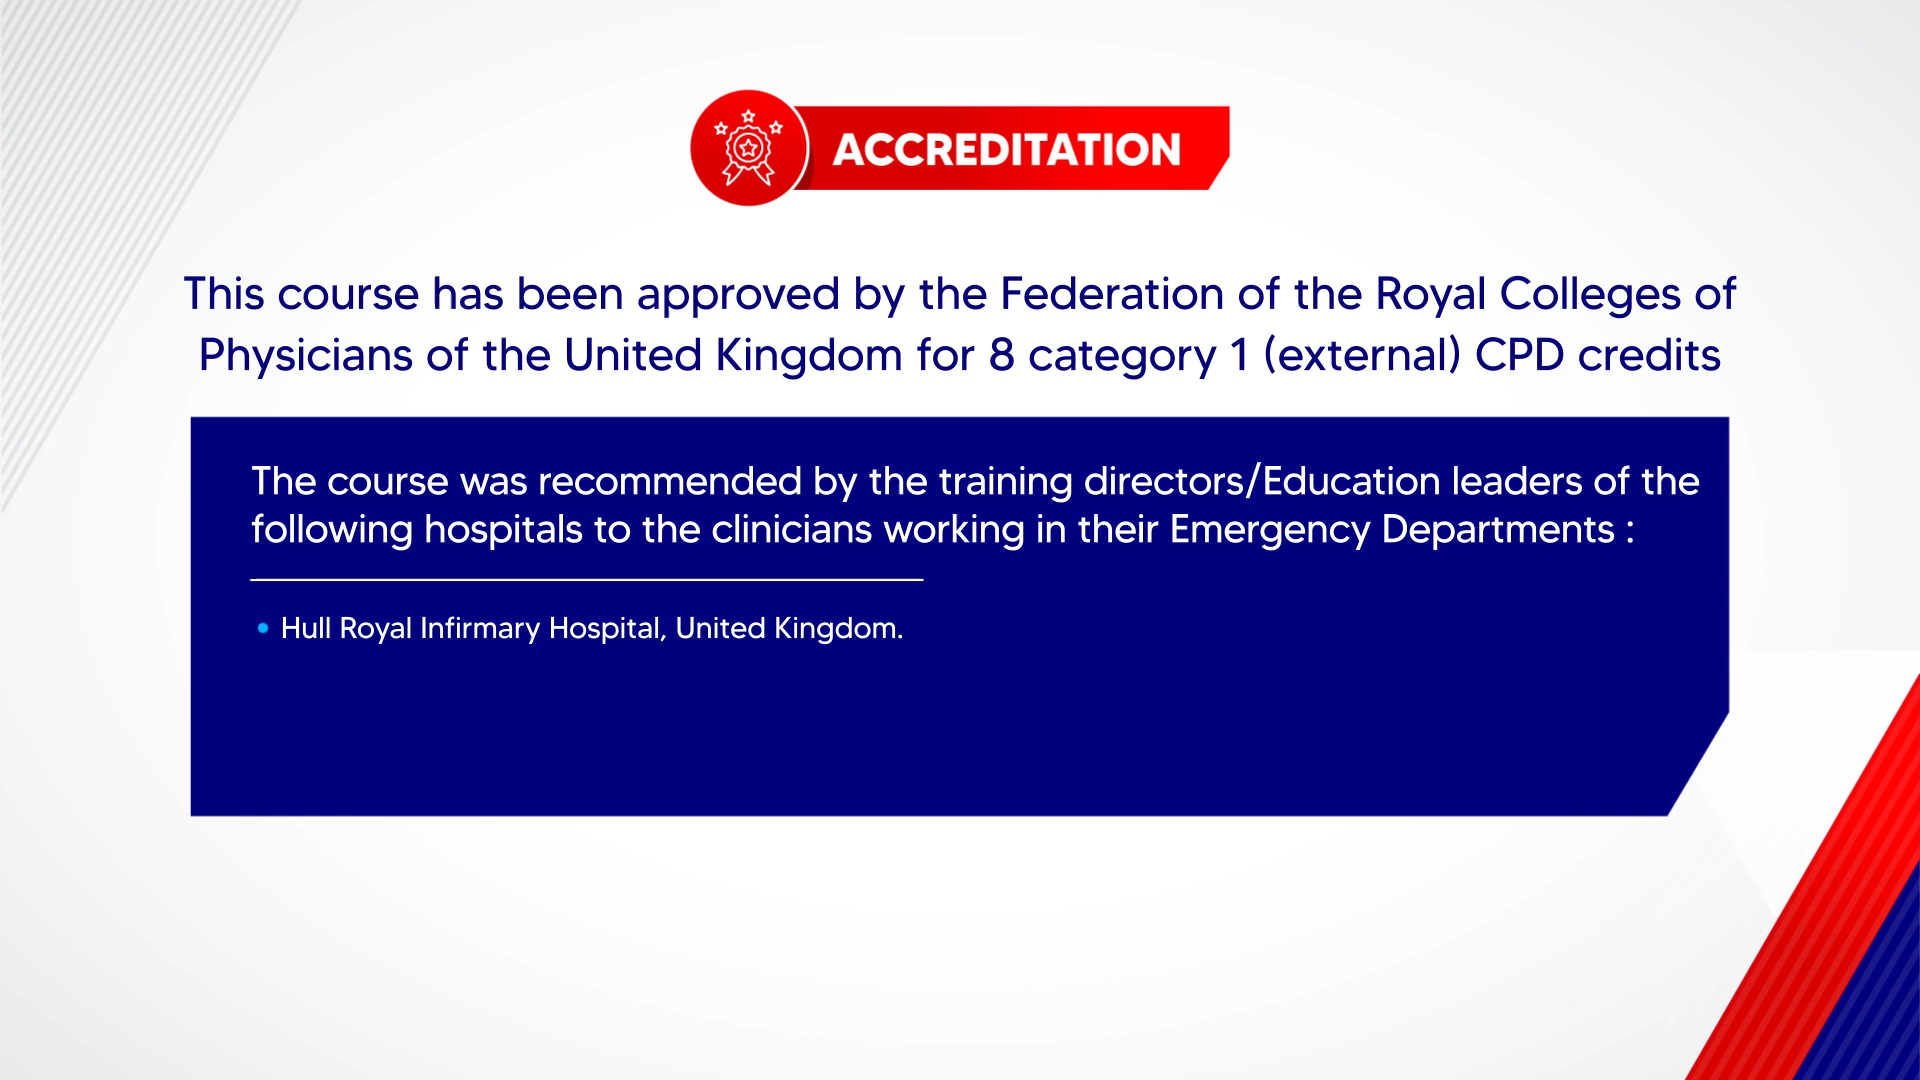 ACCREDITATION
This course has been approved by the Federation of the Royal Colleges of
Physicians of the United Kingdom for 8 category 1 (external) CPD credits
The course was recommended by the training directors/Education leaders of the
following hospitals to the clinicians working in their Emergency Departments :
• Hull Royal Infirmary Hospital, United Kingdom.